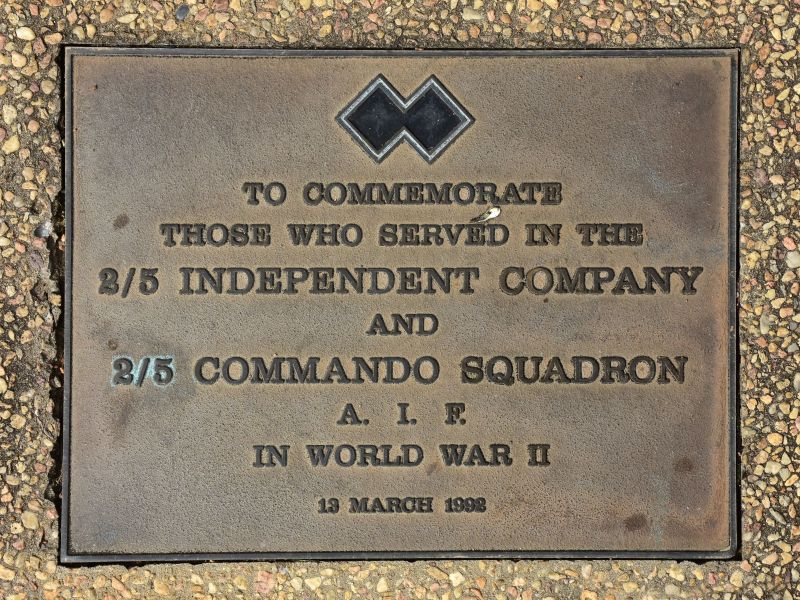 TO COMMEMORATE
THOSE WHO SERVED IN THE
2/5 INDEPENDENT COMPANY
AND
2/5 COMMANDO SQUADRON
A. I. F.
IN WORLD WAR II
13 MARCH 1992